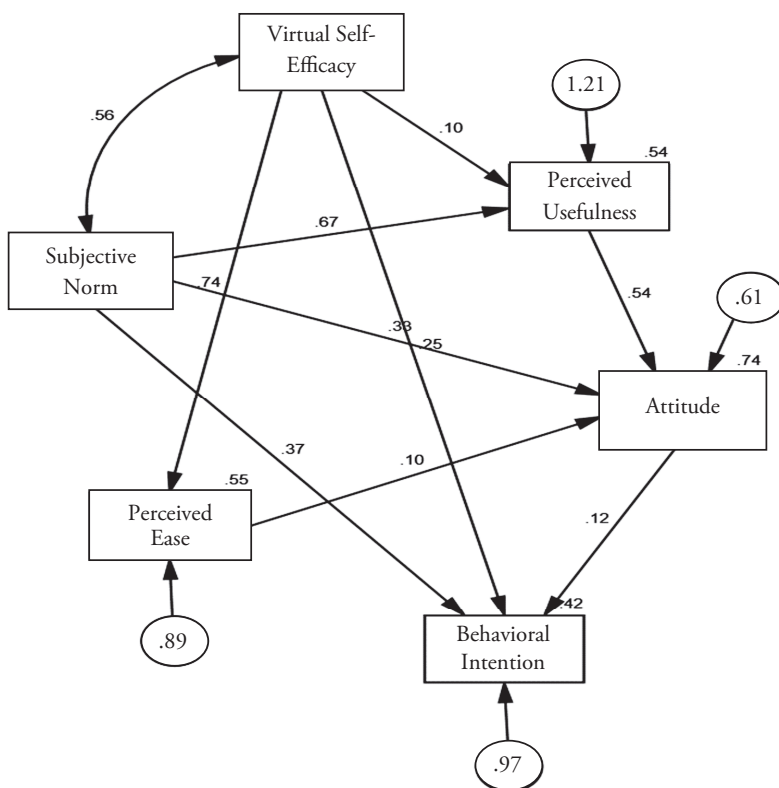 Virtual Self-
Efficacy
1.21
.56
.10
.54
Perceived
Usefulness
.67
Subjective
Norm
.74
.54
.61
.33
.25
.74
Attitude
.37
.10
.55
Perceived
Ease
.12
.42
.89
Behavioral
Intention
.97